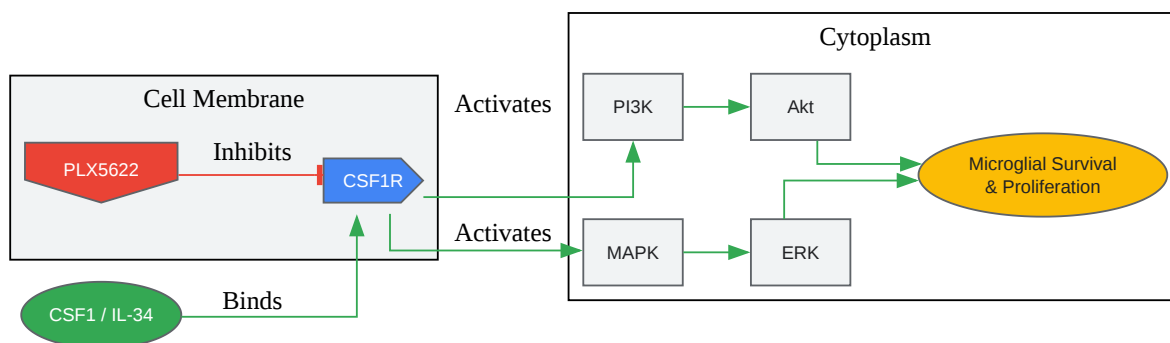 Cytoplasm
Cell Membrane
Activates
PI3K
Akt
Inhibits
PLX5622
CSF1R
Microglial Survival
& Proliferation
Activates
MAPK
ERK
Binds
CSF1 / IL-34